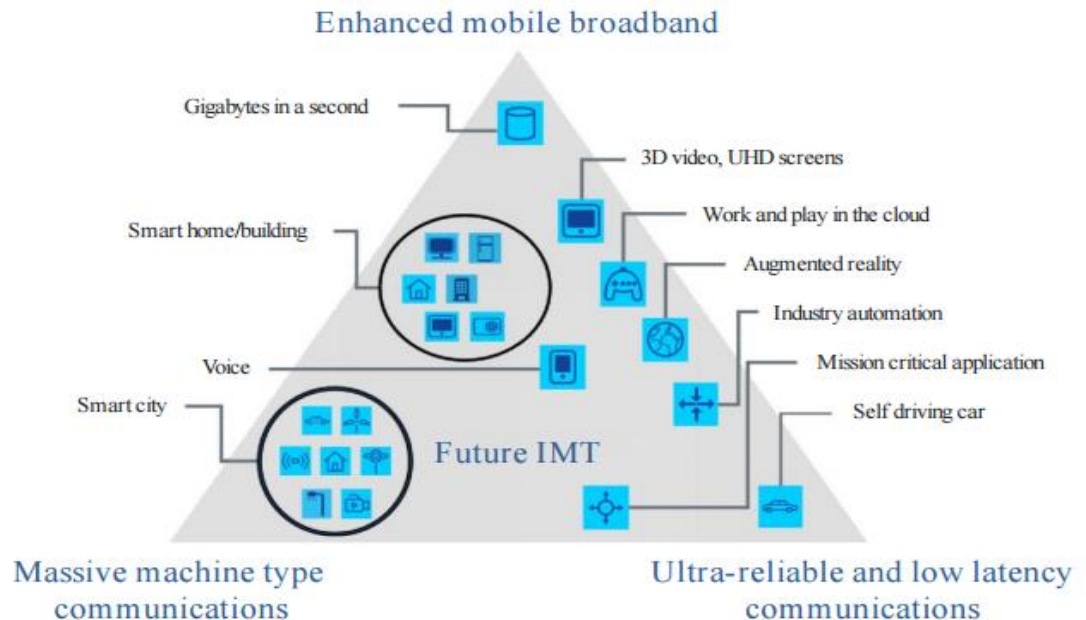 Enhanced mobile broadband
Gigabytes in a second
3D video, UHD screens
Smart home/building
Work and play in the cloud
Augmented reality
Industry automation
Voice
Mission critical application
Smart city
Self driving car
Future IMT
Massive machine type
communications
Ultra-reliable and low latency
communications